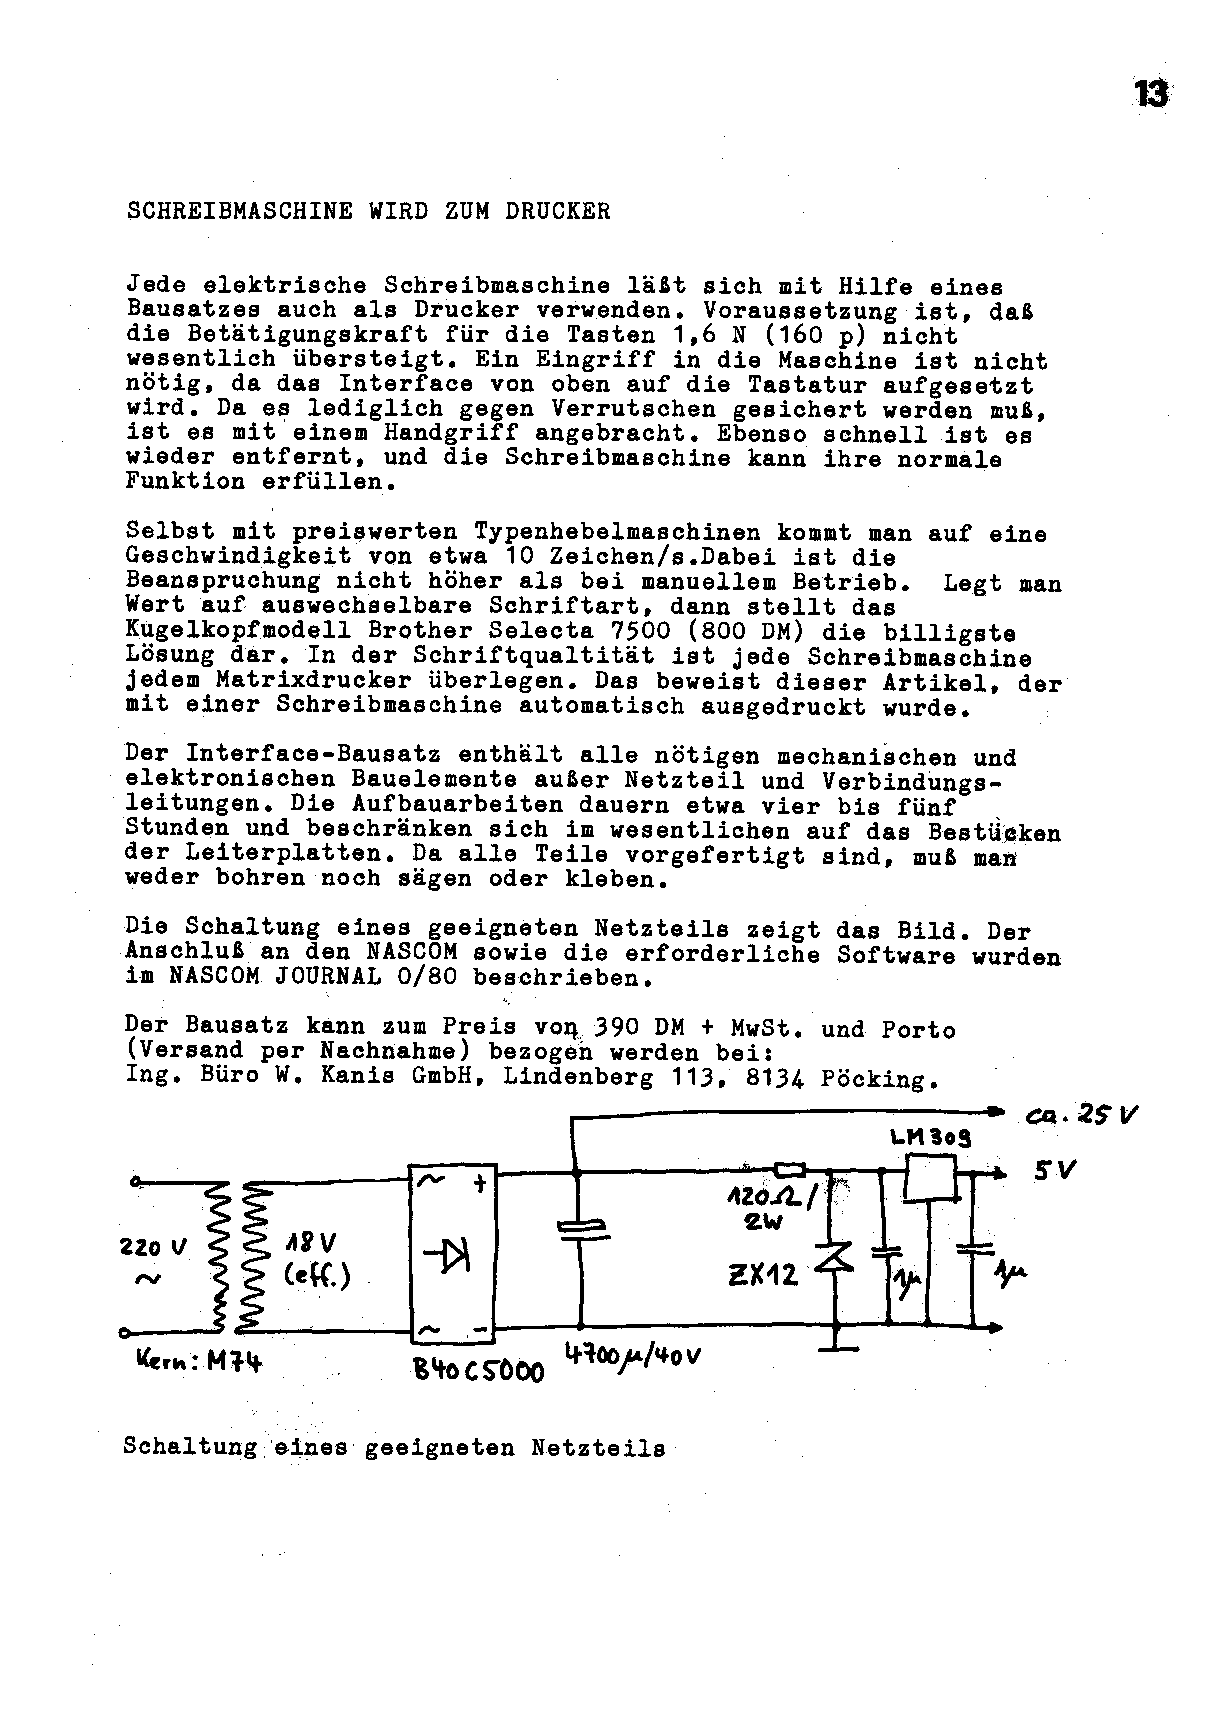 13
SCHREIBMASCHINE WIRD ZUM DRUCKER
Jede elektrische Schreibmaschine läßt sich mit Hilfe eines
Bausatzes auch als Drucker verwenden. Voraussetzung ist, daß
die Betätigungskraft für die Tasten 1,6 N (160 p) nicht
wesentlich übersteigt. Ein Eingriff in die Maschine ist nicht
nötig, da das Interface von oben auf die Tastatur aufgesetzt
wird. Da es lediglich gegen Verrutschen gesichert werden muß,
ist es mit einem Handgriff angebracht. Ebenso schnell ist es
wieder entfernt, und die Schreibmaschine kann ihre normale
Funktion erfüllen.
Selbst mit preiswerten Typenhebelmaschinen kommt man auf eine
Geschwindigkeit von etwa 10 Zeichen/s.Dabei ist die
Beanspruchung nicht höher als bei manuellem Betrieb.  Legt man
Wert auf auswechselbare Schriftart, dann stellt das
Kugelkopfmodell Brother Selecta 7500 (800 DM) die billigste
Lösung dar. In der Schriftqualtität ist jede Schreibmaschine
jedem Matrixdrucker überlegen. Das beweist dieser Artikel, der
mit einer Schreibmaschine automatisch ausgedruckt wurde.
Der Interface-Bausatz enthält alle nötigen mechanischen und
elektronischen Bauelemente außer Netzteil und Verbindungs-
leitungen. Die Aufbauarbeiten dauern etwa vier bis fünf
Stunden und beschränken sich im wesentlichen auf das Bestücken
der Leiterplatten. Da alle Teile vorgefertigt sind, muß man
weder bohren noch sägen oder kleben.
Die Schaltung eines geeigneten Netzteils zeigt das Bild. Der
Anschluß an den NASCOM sowie die erforderliche Software wurden
im NASCOM JOURNAL 0/80 beschrieben.
Der Bausatz kann zum Preis von 390 DM + MwSt. und Porto
(Versand per Nachnahme) bezogen werden bei:
Ing. Büro W. Kanis GmbH, Lindenberg 113, 8134 Pöcking.
ca. 25 V
LM309
5 V
~ +
120Ω/
2W
220 V
~
18 V
(eff.)
ZX12
1µ
1µ
~ -
Kern: M74
B40C5000
4700µ/40V
Schaltung eines geeigneten Netzteils